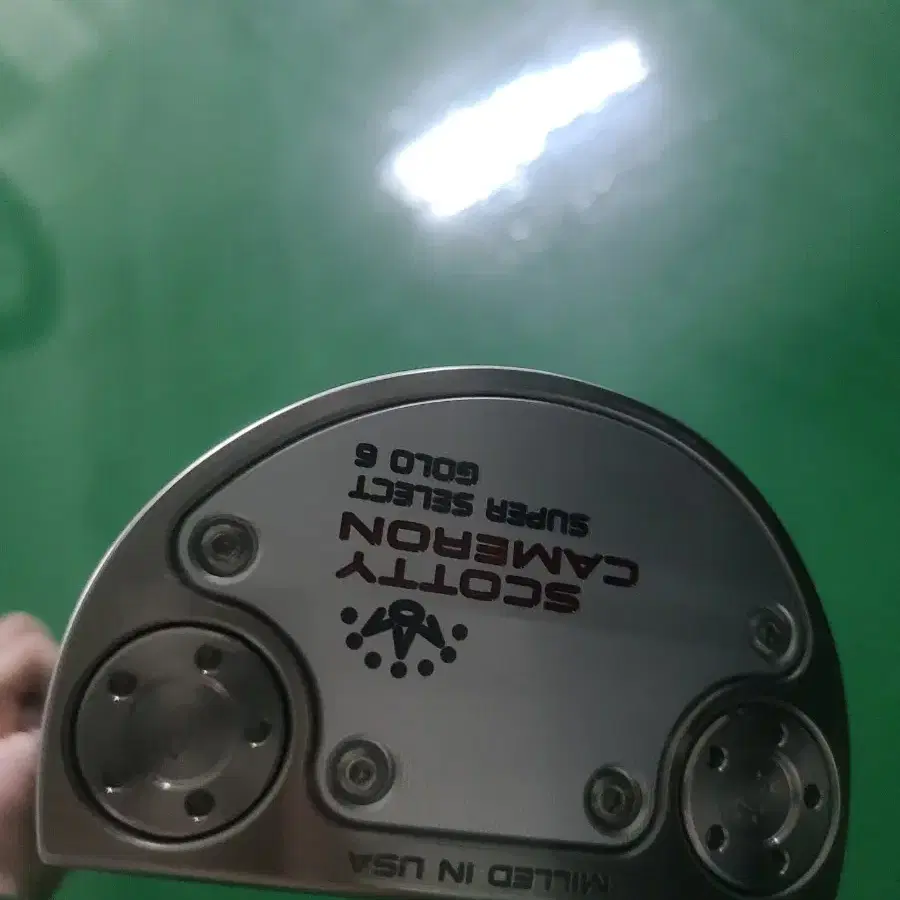 SCOTTY
CAMERON
SUPER SELECT
GOLO 6
MILLED IN USA